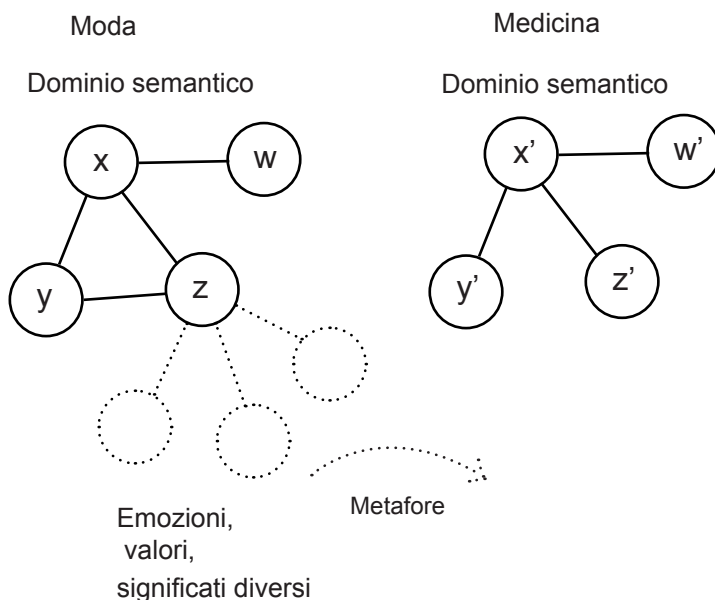 Moda
Medicina
Dominio semantico
Dominio semantico
x
w
x’
w’
y
z
y’
z’
Metafore
Emozioni,
valori,
significati diversi